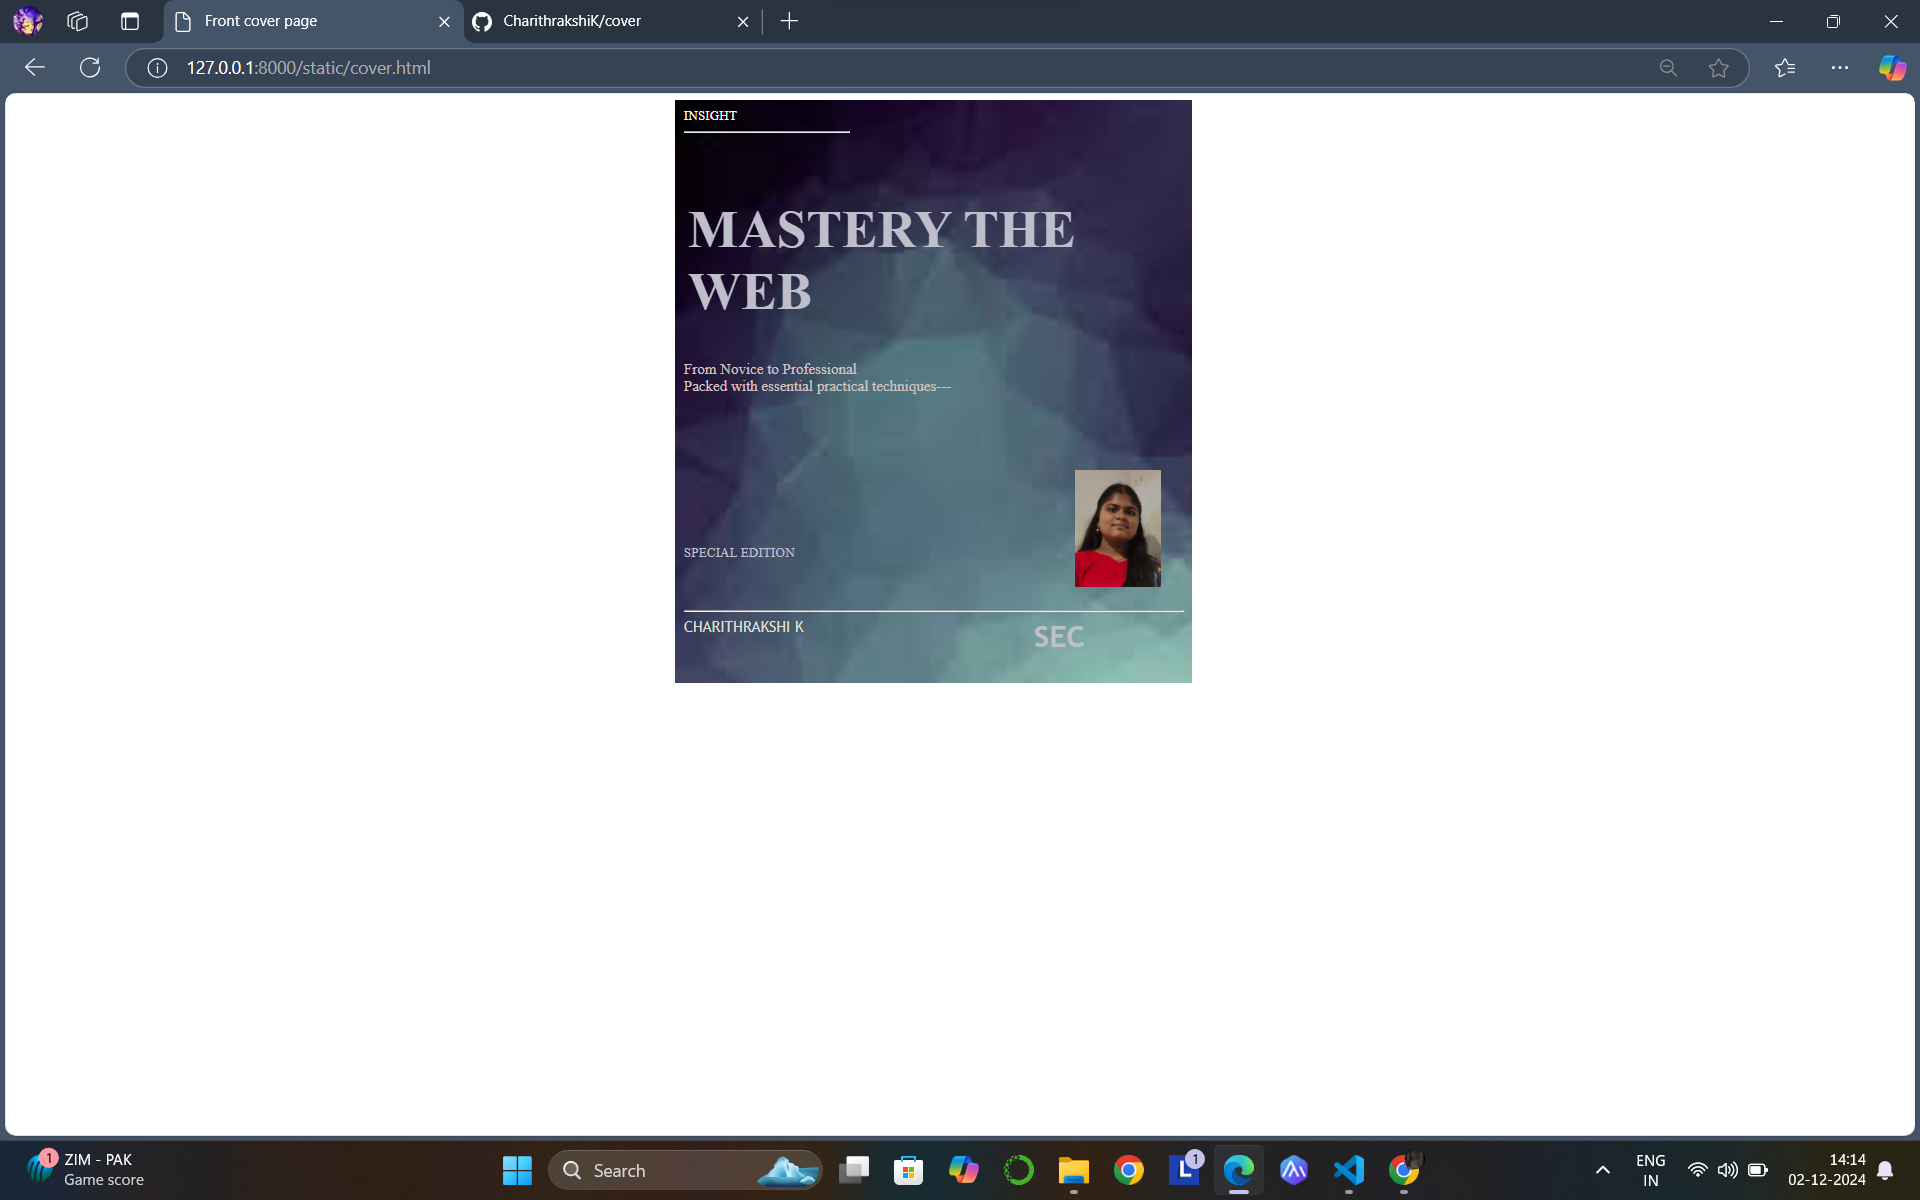 Front cover page
CharithrakshiK/cover
127.0.0.1:8000/static/cover.html
INSIGHT
MASTERY THE
WEB
From Novice to Professional
Packed with essential practical techniques---
SPECIAL EDITION
CHARITHRAKSHI K
SEC
1
ZIM - PAK
Game score
Search
L
1
ENG
IN
14:14
02-12-2024